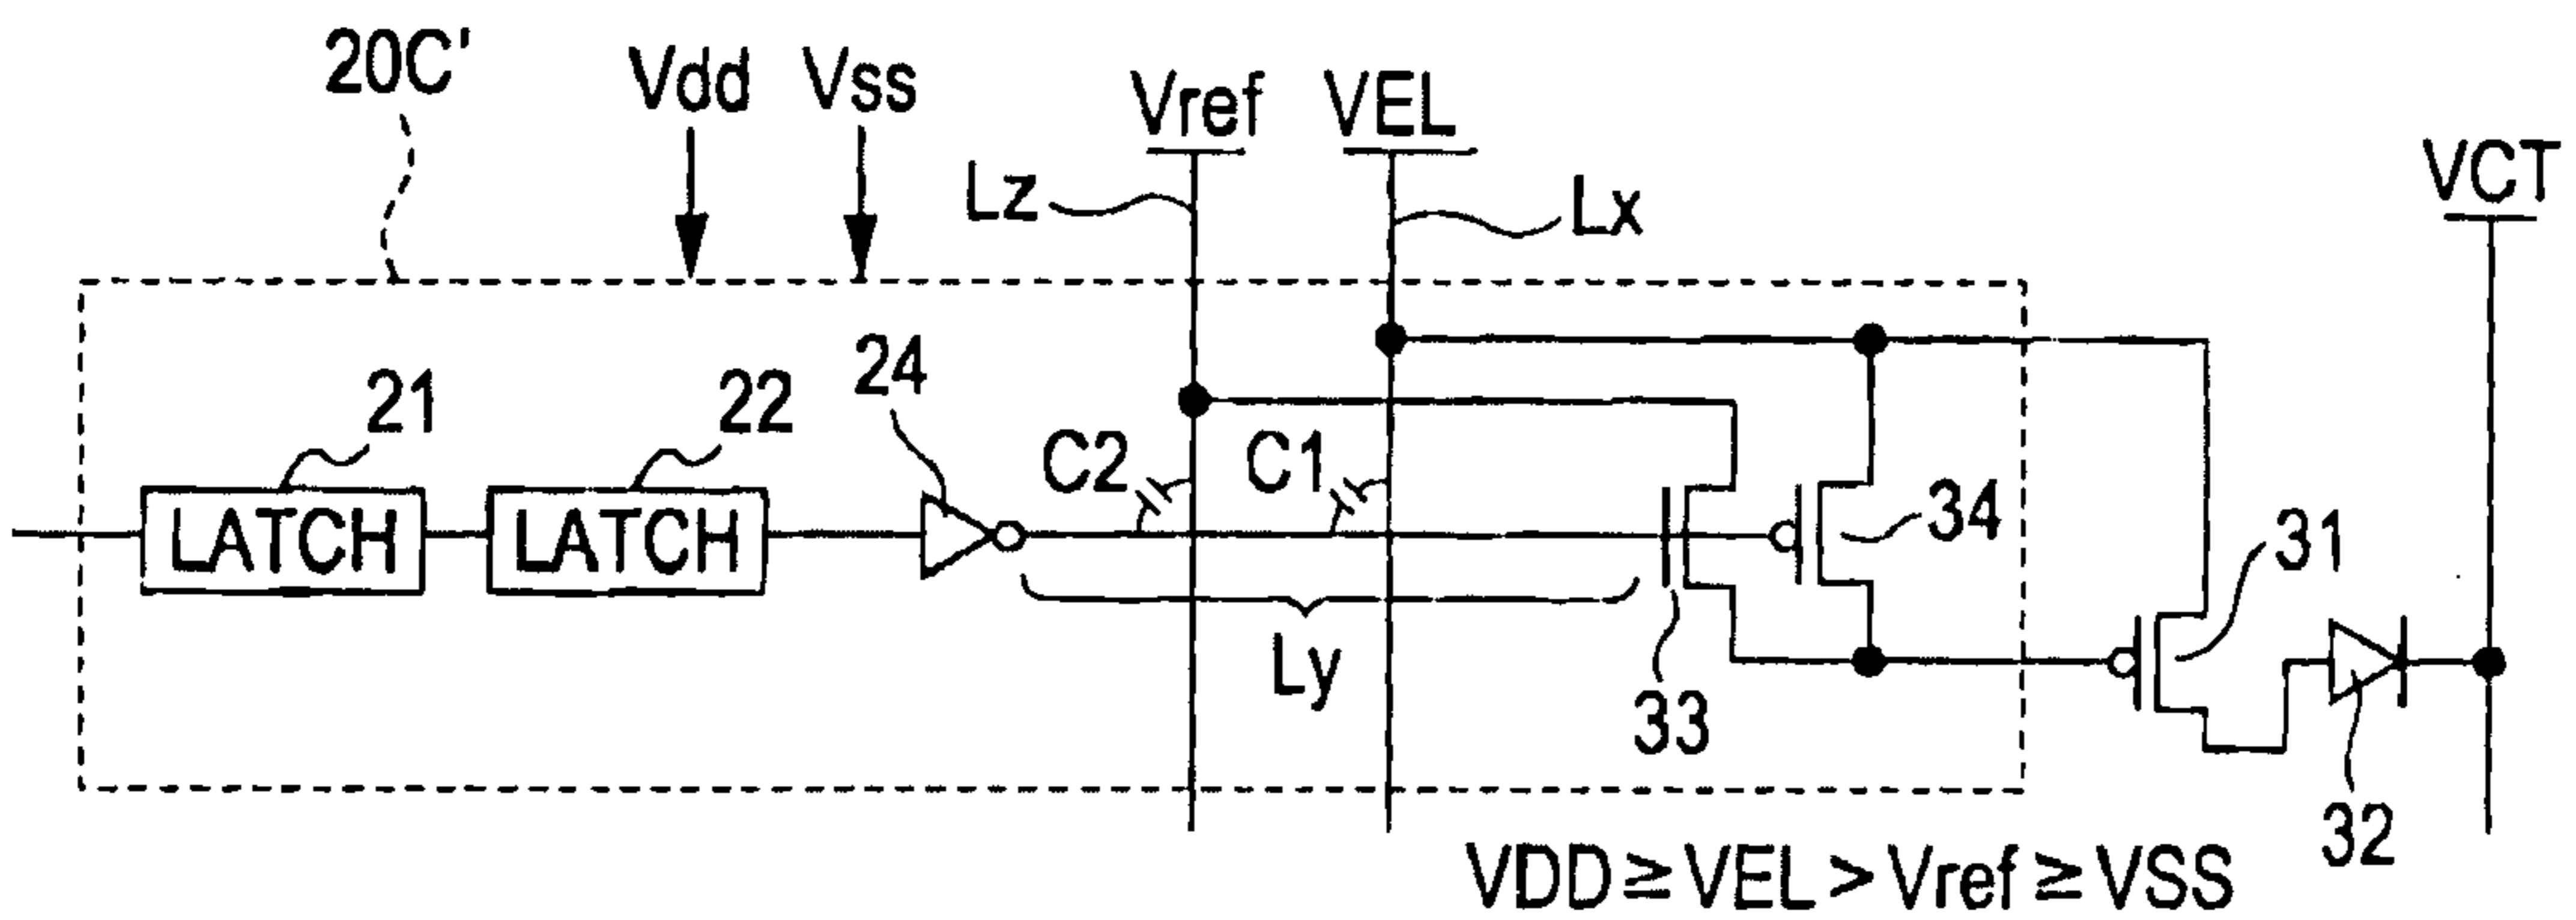 20C'
Vdd
Vss
Vref
VEL
VCT
Lz
Lx
24
21
22
C2
C1
LATCH
LATCH
34
31
Ly
33
32
VDD ≥ VEL > Vref ≥ VSS